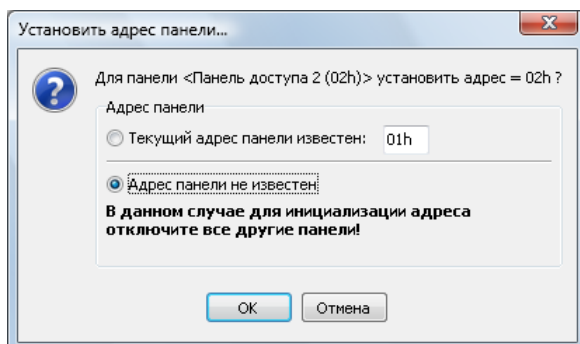 Установить адрес панели...
Для панели <Панель доступа 2 (02h)> установить адрес = 02h ?
Адрес панели
Текущий адрес панели известен: 01h
Адрес панели не известен
В данном случае для инициализации адреса
отключите все другие панели!
OK Отмена